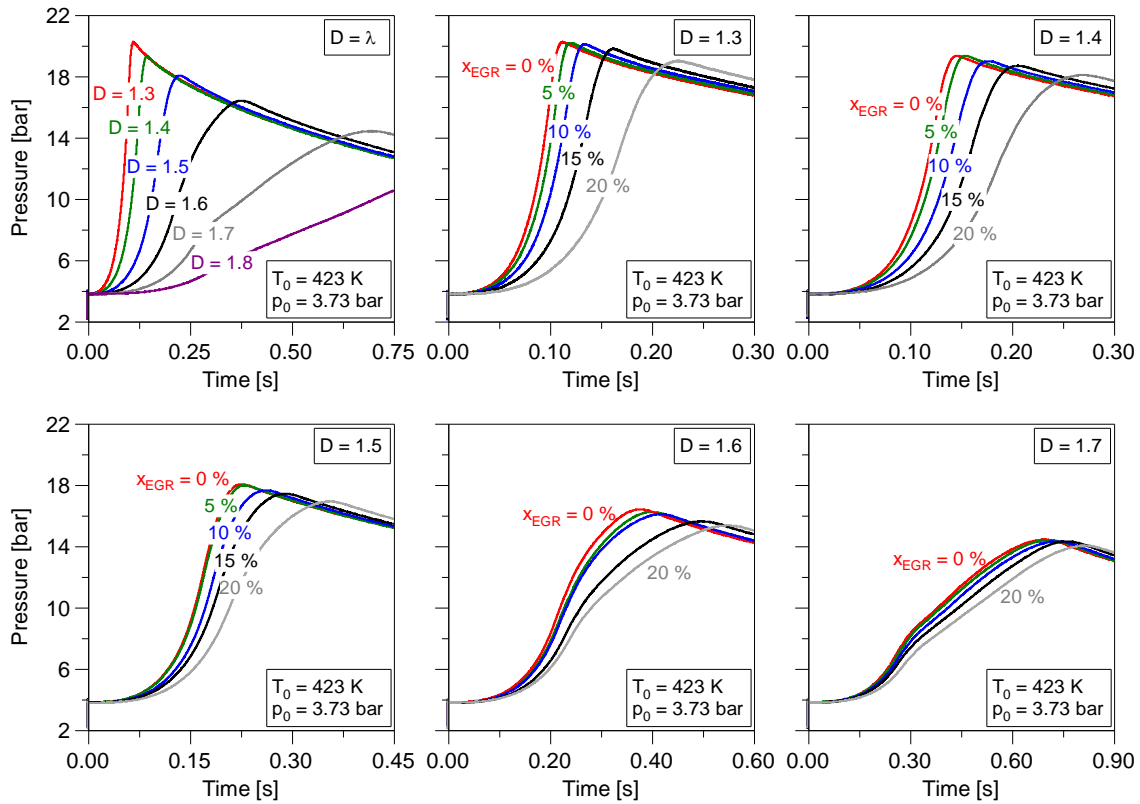 22
18
14
10
6
2
Pressure [bar]
D = λ
D = 1.3
D = 1.4
D = 1.5
D = 1.6
D = 1.7
D = 1.8
T0 = 423 K
p0 = 3.73 bar
0.00 0.25 0.50 0.75
Time [s]
D = 1.3
xEGR = 0 %
5 %
10 %
15 %
20 %
T0 = 423 K
p0 = 3.73 bar
0.00 0.10 0.20 0.30
Time [s]
D = 1.4
xEGR = 0 %
5 %
10 %
15 %
20 %
T0 = 423 K
p0 = 3.73 bar
0.00 0.10 0.20 0.30
Time [s]
22
18
14
10
6
2
Pressure [bar]
D = 1.5
xEGR = 0 %
5 %
10 %
15 %
20 %
T0 = 423 K
p0 = 3.73 bar
0.00 0.15 0.30 0.45
Time [s]
D = 1.6
xEGR = 0 %
20 %
T0 = 423 K
p0 = 3.73 bar
0.00 0.20 0.40 0.60
Time [s]
D = 1.7
xEGR = 0 %
20 %
T0 = 423 K
p0 = 3.73 bar
0.00 0.30 0.60 0.90
Time [s]